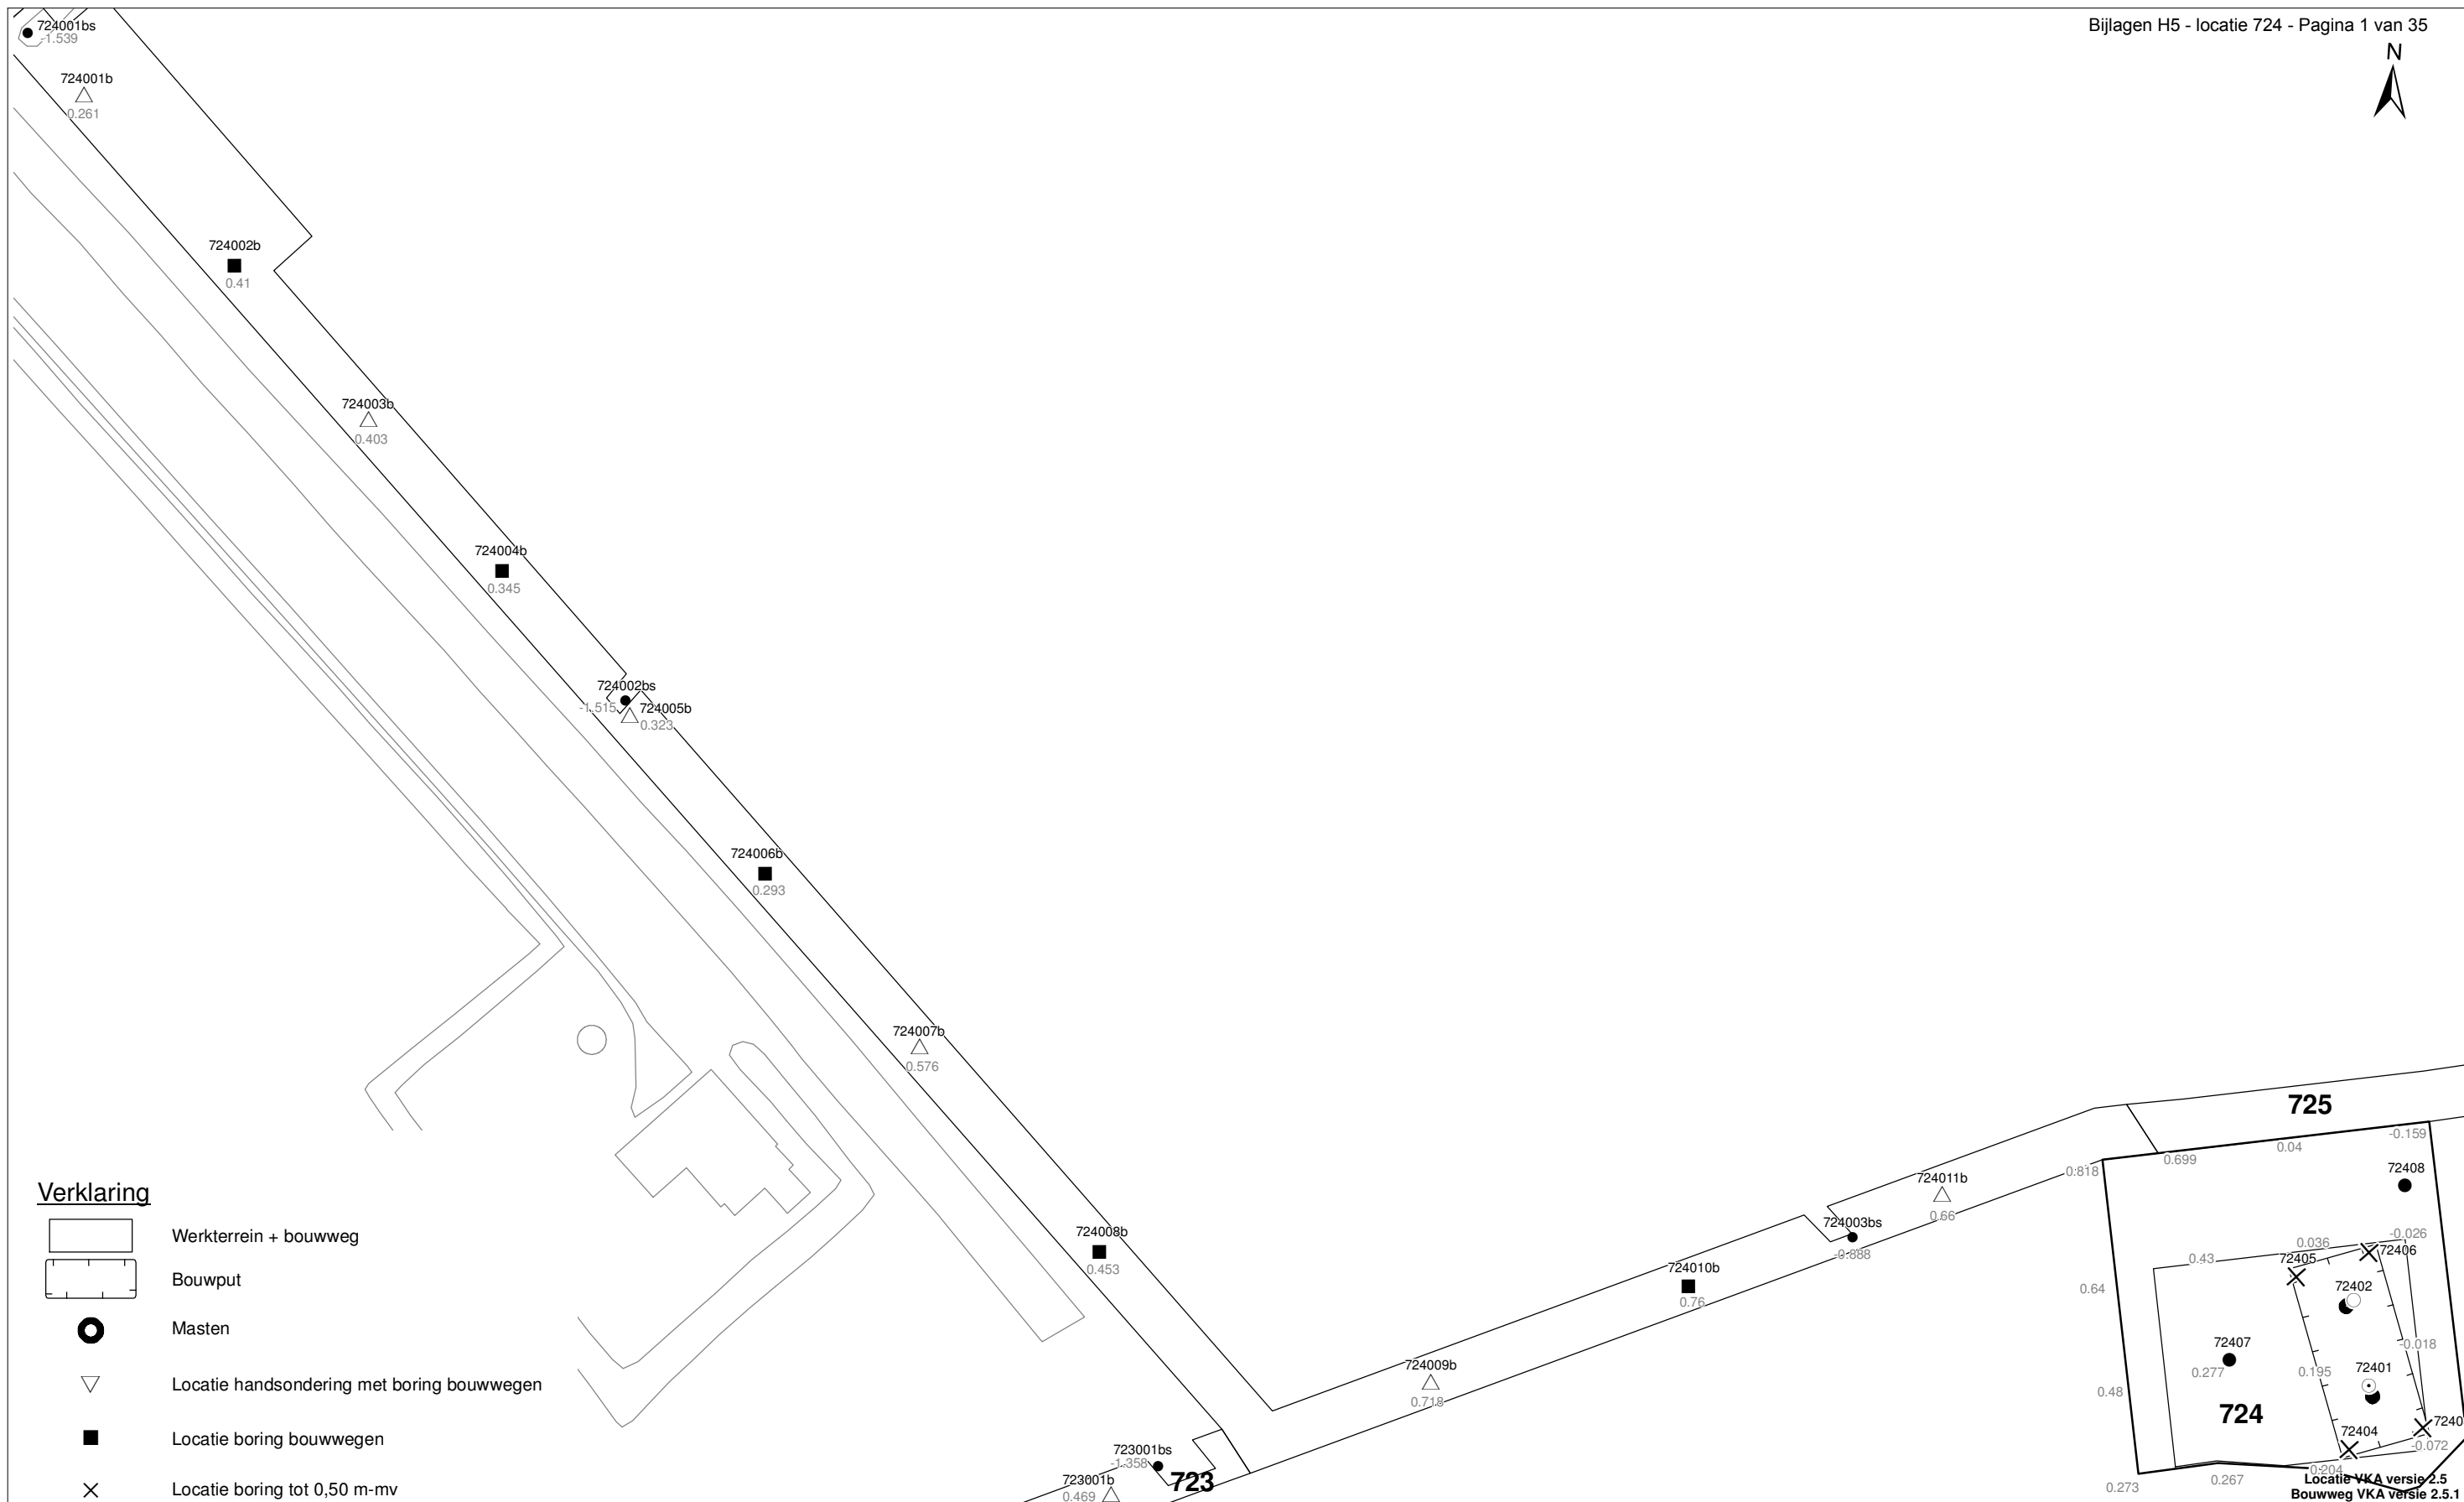 Bijlagen H5 - locatie 724 - Pagina 1 van 35
N
724001bs
-1.539
724001b
0.261
724002b
0.41
724003b
0.403
724004b
0.345
724002bs
-1.515
724005b
0.323
724006b
0.293
724007b
0.576
724008b
0.453
724009b
0.718
724010b
0.76
724003bs
-0.888
724011b
0.66
723001bs
-1.358
723001b
0.469
723
725
-0.159
0.04
0.699
0.818
72408
-0.026
0.036
72406
72405
0.43
72402
0.64
72407
0.277
-0.018
0.195
72401
0.48
724
72404
-0.072
0.204
0.267
0.273
Locatie VKA versie 2.5
Bouwweg VKA versie 2.5.1
Verklaring
Werkterrein + bouwweg
Bouwput
Masten
Locatie handsondering met boring bouwwegen
Locatie boring bouwwegen
Locatie boring tot 0,50 m-mv